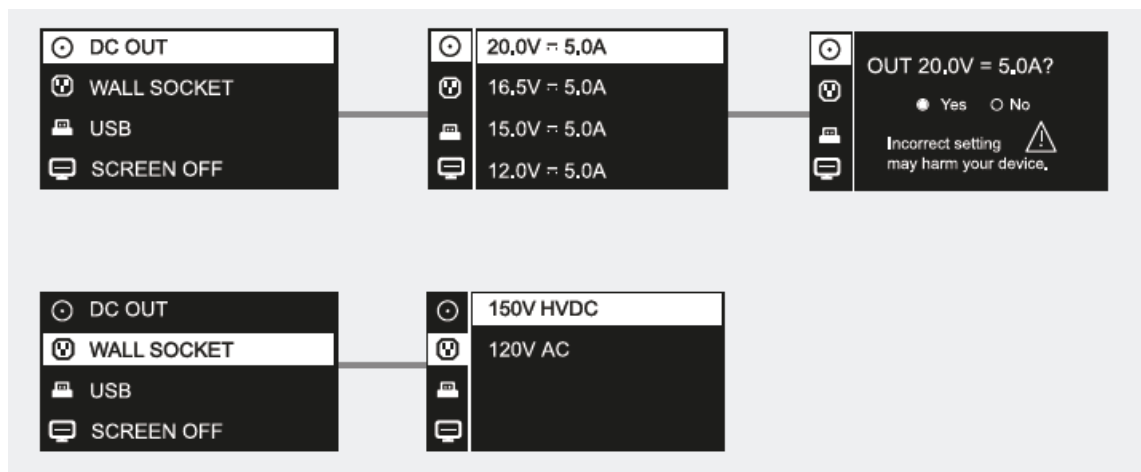 DC OUT
WALL SOCKET
USB
SCREEN OFF
20.0V ⎓ 5.0A
16.5V ⎓ 5.0A
15.0V ⎓ 5.0A
12.0V ⎓ 5.0A
OUT 20.0V = 5.0A?
Yes No
Incorrect setting
may harm your device.
DC OUT
WALL SOCKET
USB
SCREEN OFF
150V HVDC
120V AC